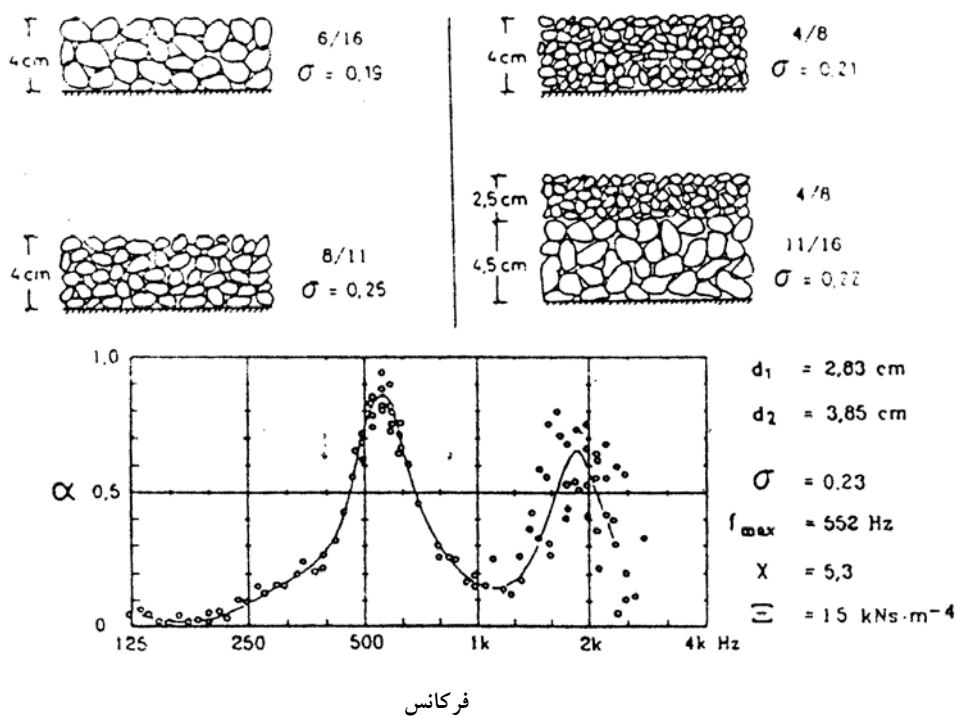 4cm
6/16
σ = 0,19
4cm
4/8
σ = 0,21
4cm
8/11
σ = 0,25
2,5cm
4/8
4,5cm
11/16
σ = 0,22
1,0
0,5
0
α
125 250 500 1k 2k 4k Hz
d₁ = 2,83 cm
d₂ = 3,85 cm
σ = 0,23
fmax = 552 Hz
χ = 5,3
Ξ = 15 kNs·m⁻⁴
فرکانس